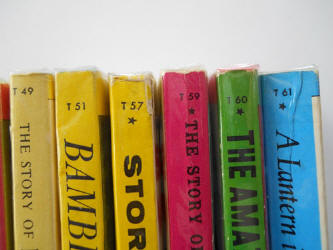 T 49
THE STORY OF
T 51
BAMB
T 57
STOR
T 59
THE STORY O
T 60
THE AMA
T 61
A Lantern i